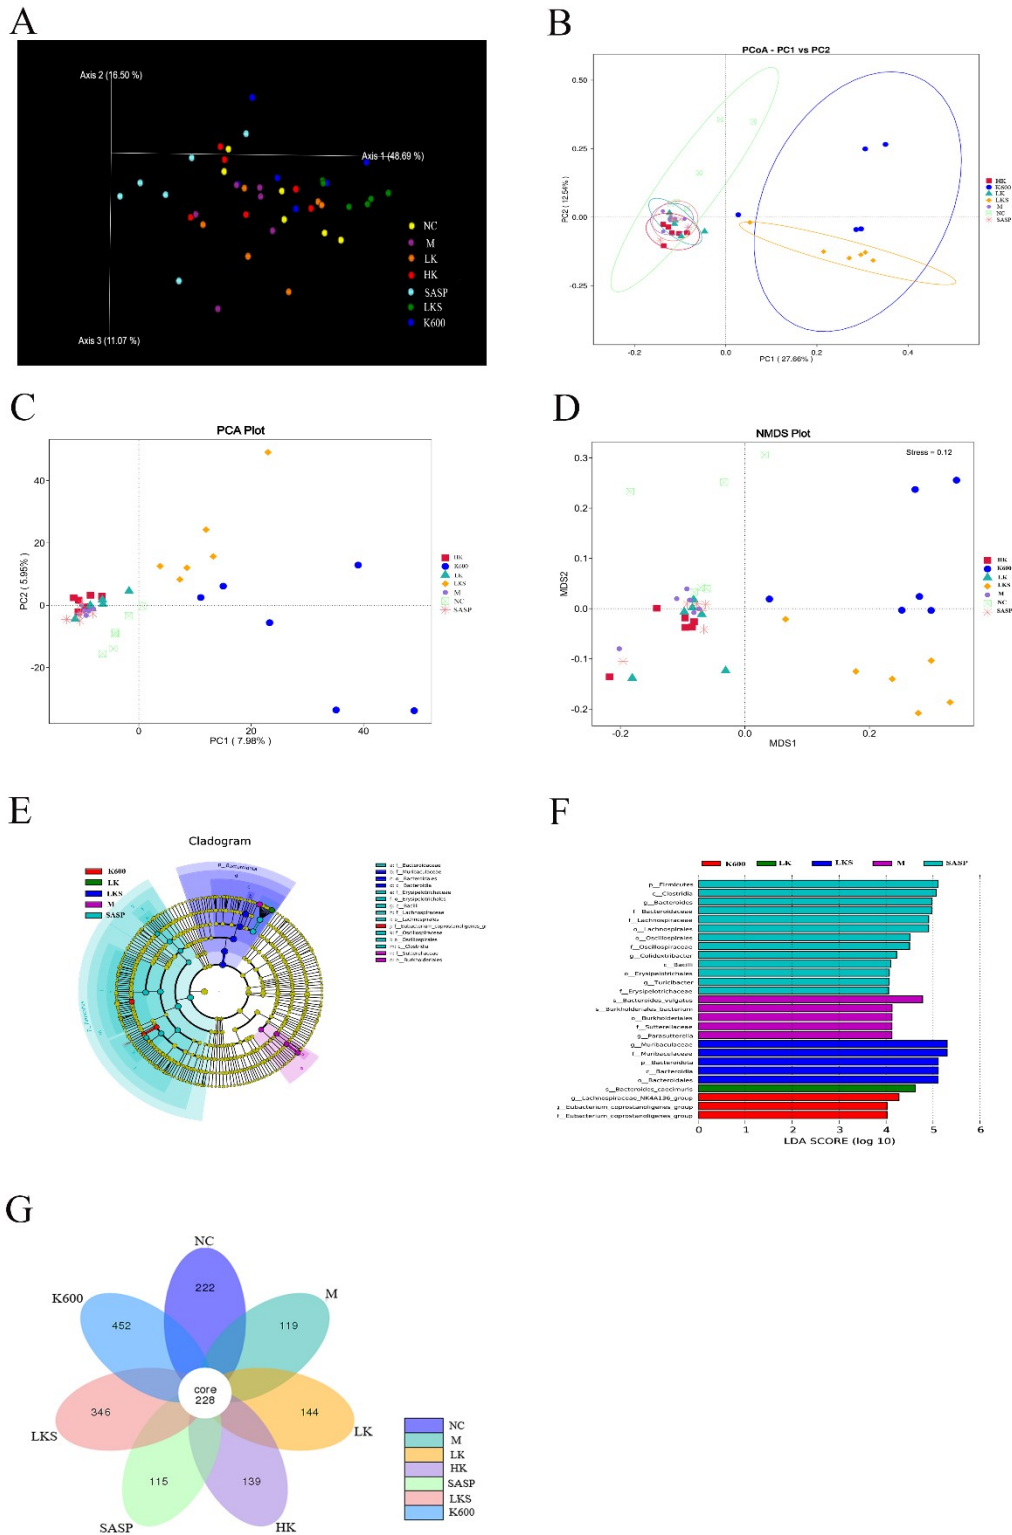 A
Axis 2 (16.50 %)
Axis 1 (48.69 %)
Axis 3 (11.07 %)
NC
M
LK
HK
SASP
LKS
K600
B
PCoA - PC1 vs PC2
0.50
0.25
0.00
-0.25
PC2 ( 12.54% )
-0.2
0.0
0.2
0.4
PC1 ( 27.66% )
HK
K600
LK
LKS
M
NC
SASP
C
PCA Plot
40
20
0
-20
PC2 ( 5.95% )
0
20
40
PC1 ( 7.98% )
HK
K600
LK
LKS
M
NC
SASP
D
NMDS Plot
Stress = 0.12
0.3
0.2
0.1
0.0
-0.1
-0.2
MDS2
-0.2
0.0
0.2
MDS1
HK
K600
LK
LKS
M
NC
SASP
E
Cladogram
K600
LK
LKS
M
SASP
F
K600
LK
LKS
M
SASP
p__Firmicutes
c__Clostridia
g__Bacteroides
f__Bacteroidaceae
f__Lachnospiraceae
o__Lachnospirales
o__Oscillospirales
f__Oscillospiraceae
g__Colidextribacter
c__Bacilli
o__Erysipelotrichales
g__Turicibacter
f__Erysipelotrichaceae
s__Bacteroides_vulgatus
s__Burkholderiales_bacterium
o__Burkholderiales
f__Sutterellaceae
g__Parasutterella
g__Muribaculaceae
f__Muribaculaceae
p__Bacteroidota
c__Bacteroidia
o__Bacteroidales
s__Bacteroides_caecimuris
g__Lachnospiraceae_NK4A136_group
g__Eubacterium_coprostanoligenes_group
f__Eubacterium_coprostanoligenes_group
0
1
2
3
4
5
6
LDA SCORE (log 10)
G
NC
222
M
119
LK
144
HK
139
SASP
115
LKS
346
K600
452
core
228
NC
M
LK
HK
SASP
LKS
K600